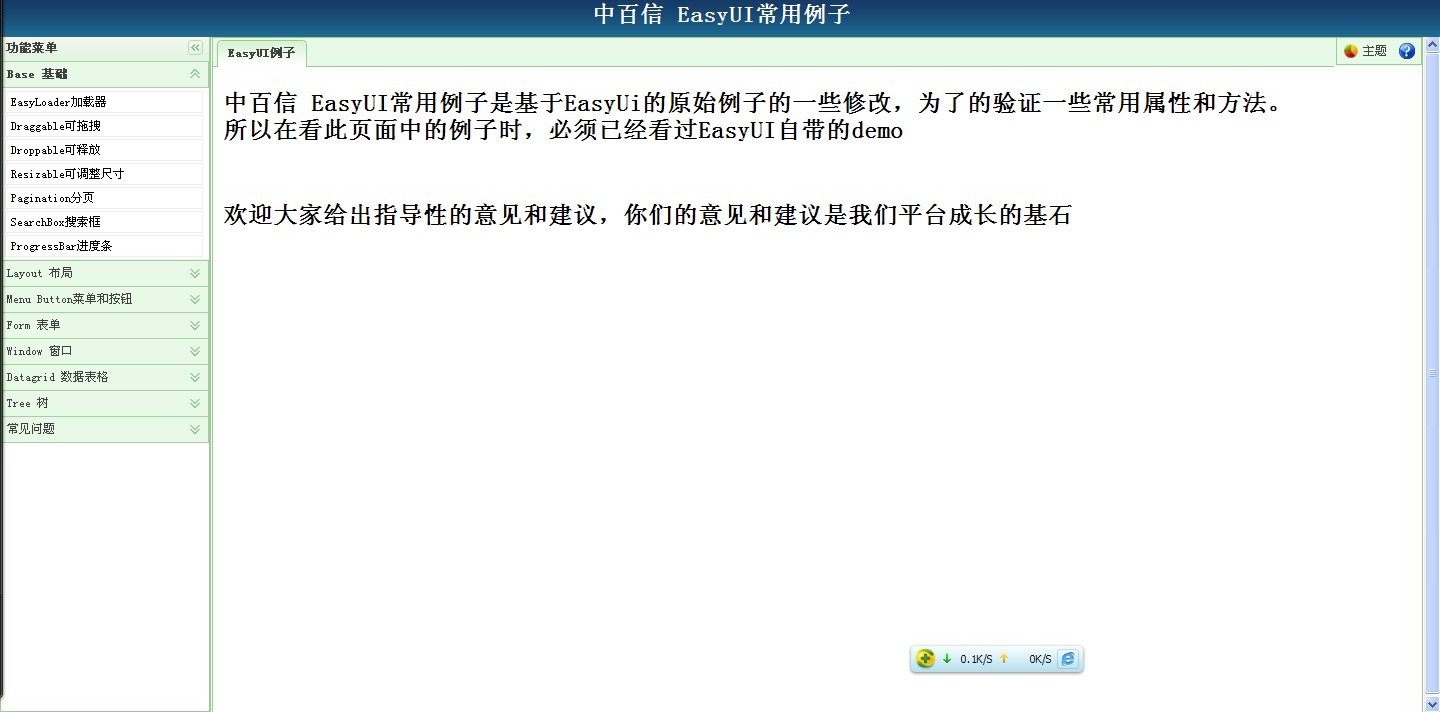 中百信 EasyUI常用例子
功能菜单
Base 基础
EasyLoader加载器
Draggable可拖拽
Droppable可释放
Resizable可调整尺寸
Pagination分页
SearchBox搜索框
ProgressBar进度条
Layout 布局
Menu Button菜单和按钮
Form 表单
Window 窗口
Datagrid 数据表格
Tree 树
常见问题
EasyUI例子
主题
中百信 EasyUI常用例子是基于EasyUi的原始例子的一些修改，为了的验证一些常用属性和方法。
所以在看此页面中的例子时，必须已经看过EasyUI自带的demo
欢迎大家给出指导性的意见和建议，你们的意见和建议是我们平台成长的基石
0.1K/S 0K/S